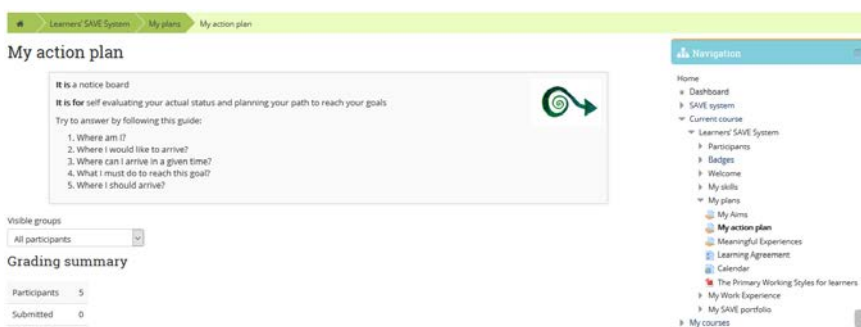 Learners' SAVE System My plans My action plan
My action plan
It is a notice board
It is for self evaluating your actual status and planning your path to reach your goals
Try to answer by following this guide:
1. Where am I?
2. Where I would like to arrive?
3. Where can I arrive in a given time?
4. What I must do to reach this goal?
5. Where I should arrive?
Visible groups
All participants
Grading summary
Participants 5
Submitted 0
Navigation
Home
Dashboard
SAVE system
Current course
Learners' SAVE System
Participants
Badges
Welcome
My skills
My plans
My Aims
My action plan
Meaningful Experiences
Learning Agreement
Calendar
The Primary Working Styles for learners
My Work Experience
My SAVE portfolio
My courses